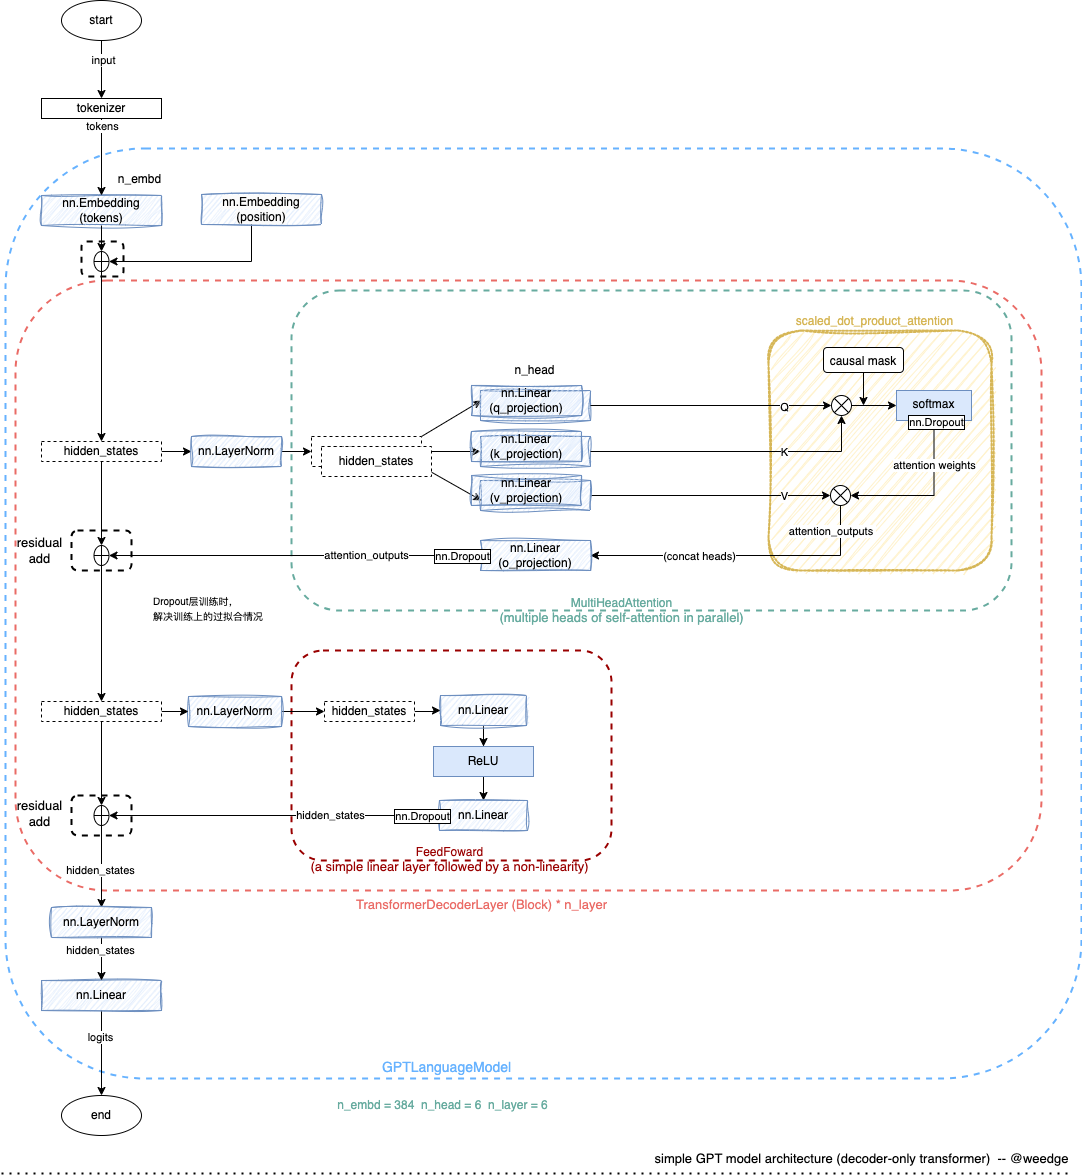 start
input
tokenizer
tokens
n_embd
nn.Embedding
(tokens)
nn.Embedding
(position)
scaled_dot_product_attention
causal mask
n_head
nn.Linear
(q_projection)
Q
softmax
nn.Dropout
nn.Linear
(k_projection)
K
hidden_states
nn.LayerNorm
hidden_states
attention weights
nn.Linear
(v_projection)
V
attention_outputs
residual
add
attention_outputs
nn.Dropout
nn.Linear
(o_projection)
(concat heads)
Dropout层训练时,
解决训练上的过拟合情况
MultiHeadAttention
(multiple heads of self-attention in parallel)
hidden_states
nn.LayerNorm
hidden_states
nn.Linear
ReLU
residual
add
hidden_states
nn.Dropout
nn.Linear
FeedFoward
(a simple linear layer followed by a non-linearity)
hidden_states
TransformerDecoderLayer (Block) * n_layer
nn.LayerNorm
hidden_states
nn.Linear
logits
GPTLanguageModel
end
n_embd = 384 n_head = 6 n_layer = 6
simple GPT model architecture (decoder-only transformer) -- @weedge